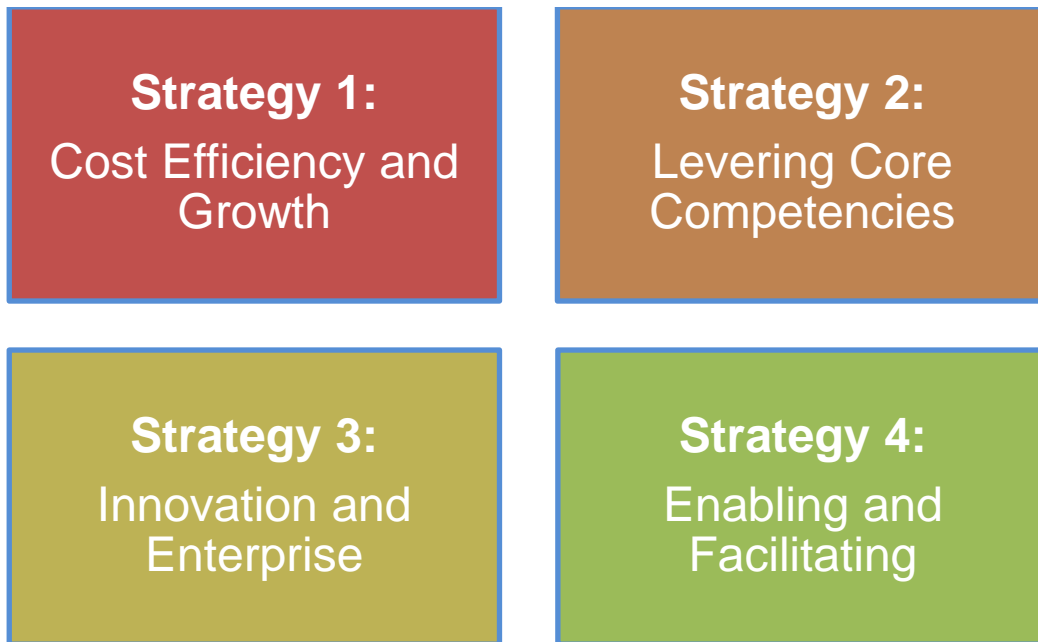 Strategy 1:
Cost Efficiency and
Growth
Strategy 2:
Levering Core
Competencies
Strategy 3:
Innovation and
Enterprise
Strategy 4:
Enabling and
Facilitating